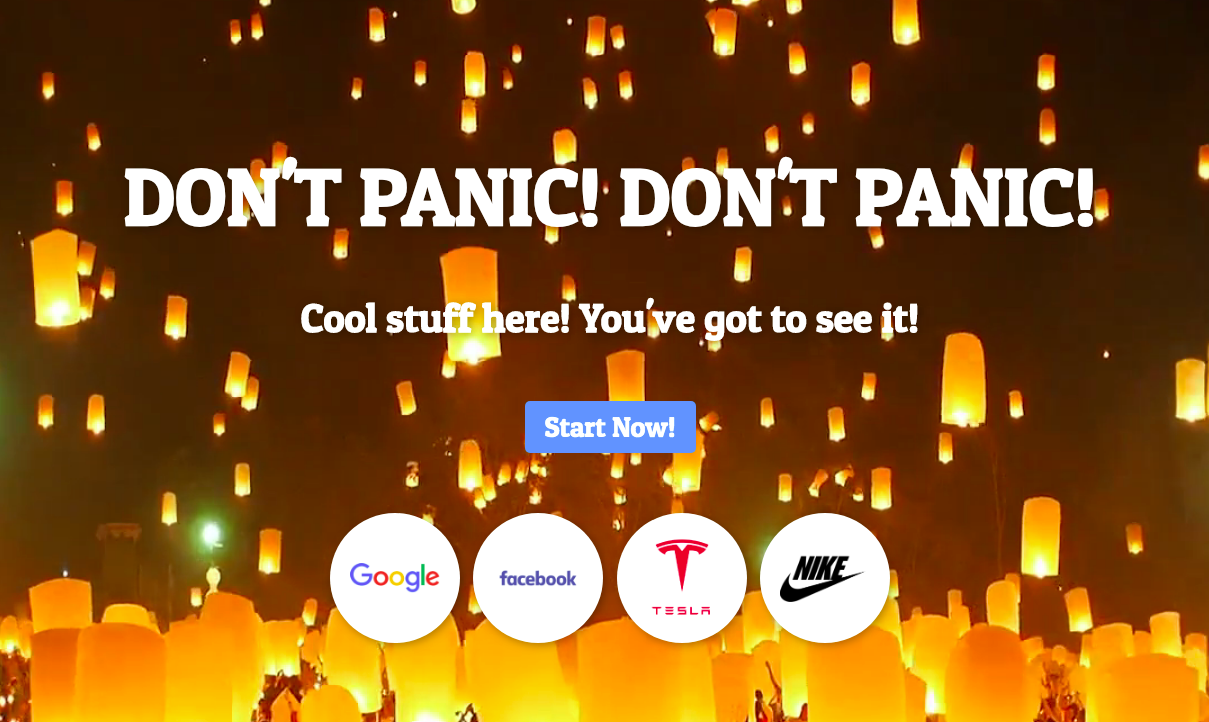 DON'T PANIC! DON'T PANIC!
Cool stuff here! You've got to see it!
Start Now!
Google
facebook
TESLA
NIKE